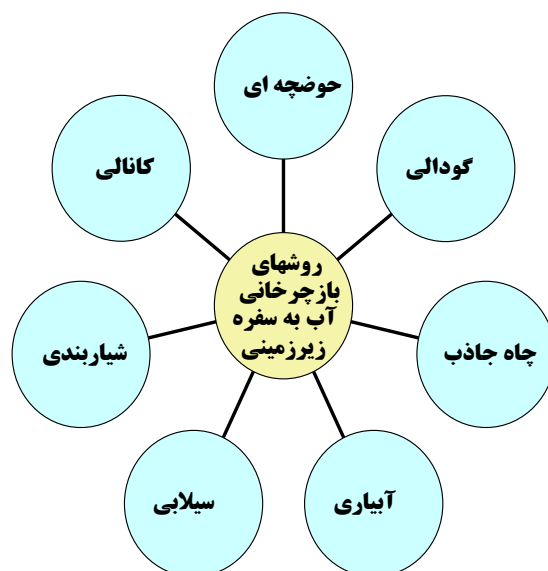 روشهای
بازچرخانی
آب به سفره
زیرزمینی
حوضچه ای
گودالی
چاه جاذب
آبیاری
سیلابی
شیاربندی
کانالی